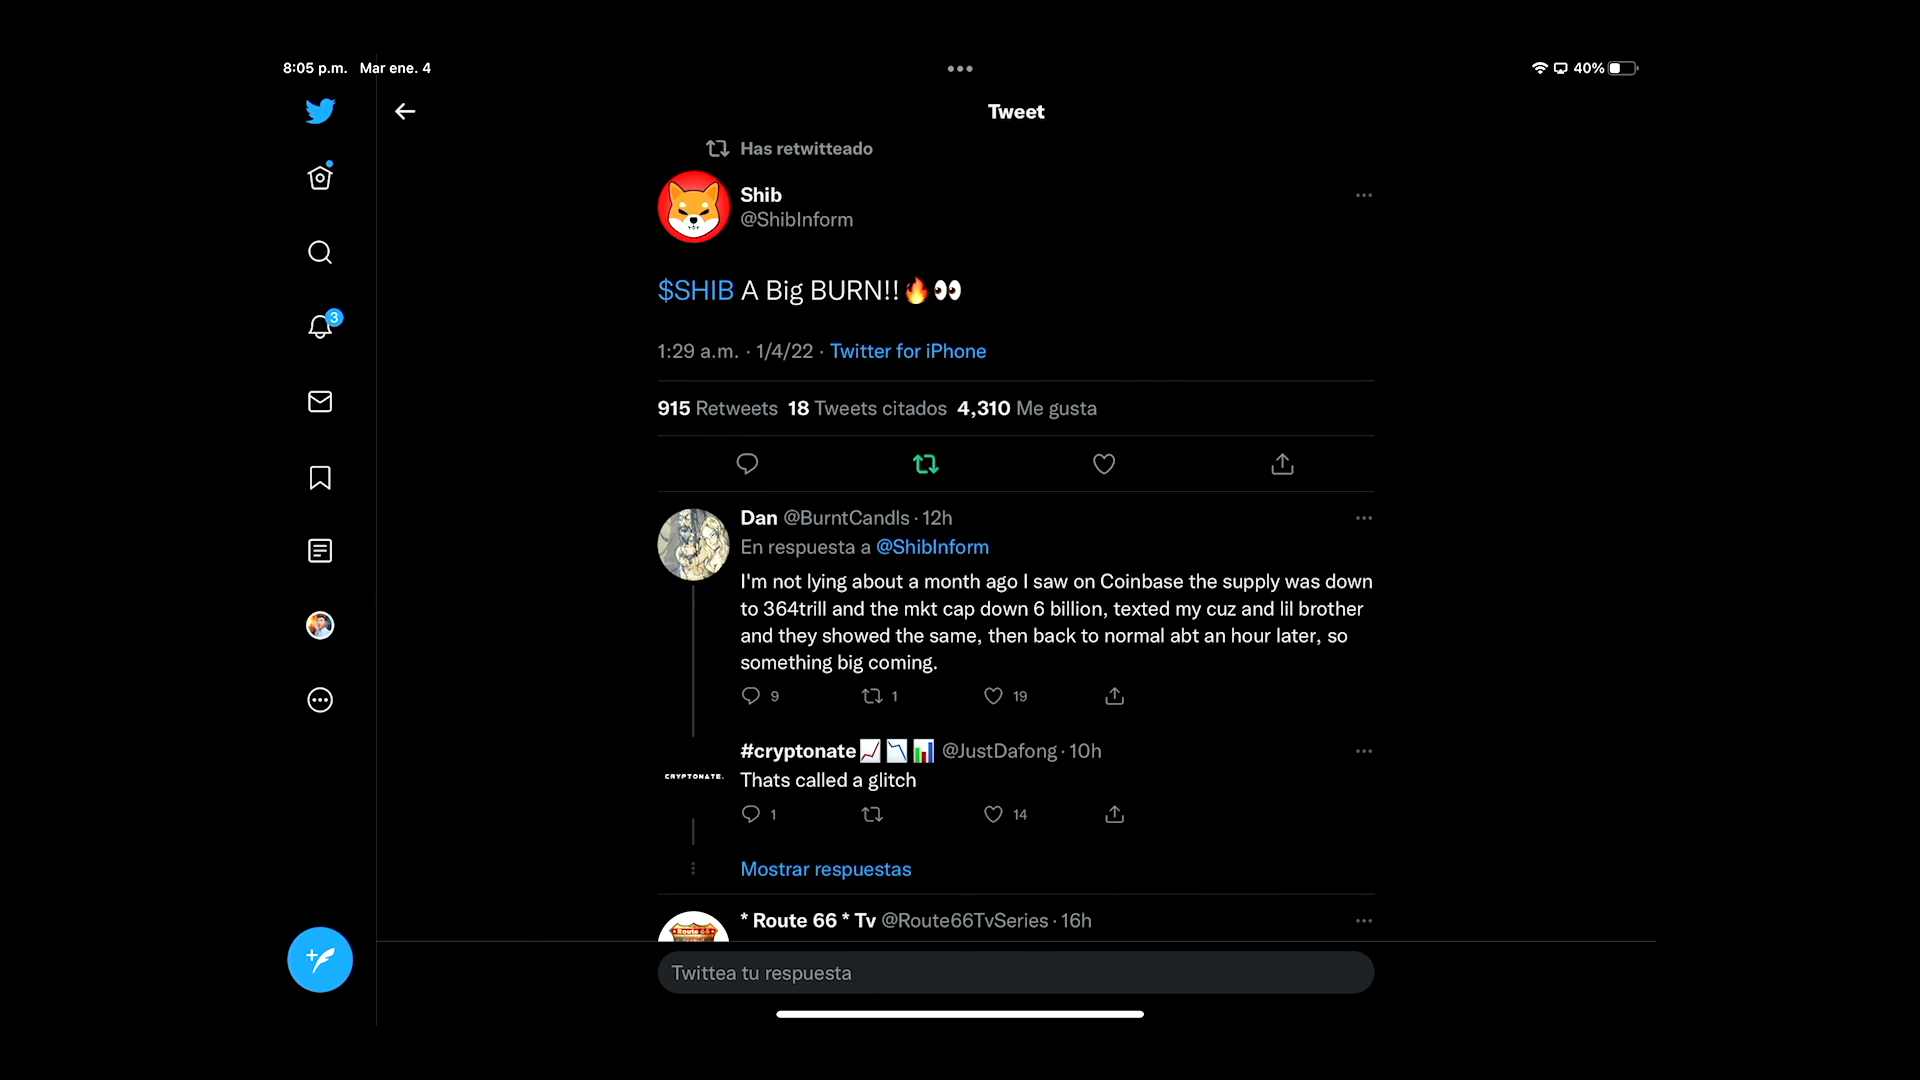 8:05 p.m. Mar ene. 4
40%
Tweet
Has retwitteado
Shib
@ShibInform
$SHIB A Big BURN!!🔥👀
1:29 a.m. · 1/4/22 · Twitter for iPhone
915 Retweets 18 Tweets citados 4,310 Me gusta
3
Dan @BurntCandls · 12h
En respuesta a @ShibInform
I'm not lying about a month ago I saw on Coinbase the supply was down
to 364trill and the mkt cap down 6 billion, texted my cuz and lil brother
and they showed the same, then back to normal abt an hour later, so
something big coming.
9 1 19
#cryptonate📈📉📊 @JustDafong · 10h
CRYPTONATE.
Thats called a glitch
1 14
Mostrar respuestas
* Route 66 * Tv @Route66TvSeries · 16h
Route 66
Twittea tu respuesta